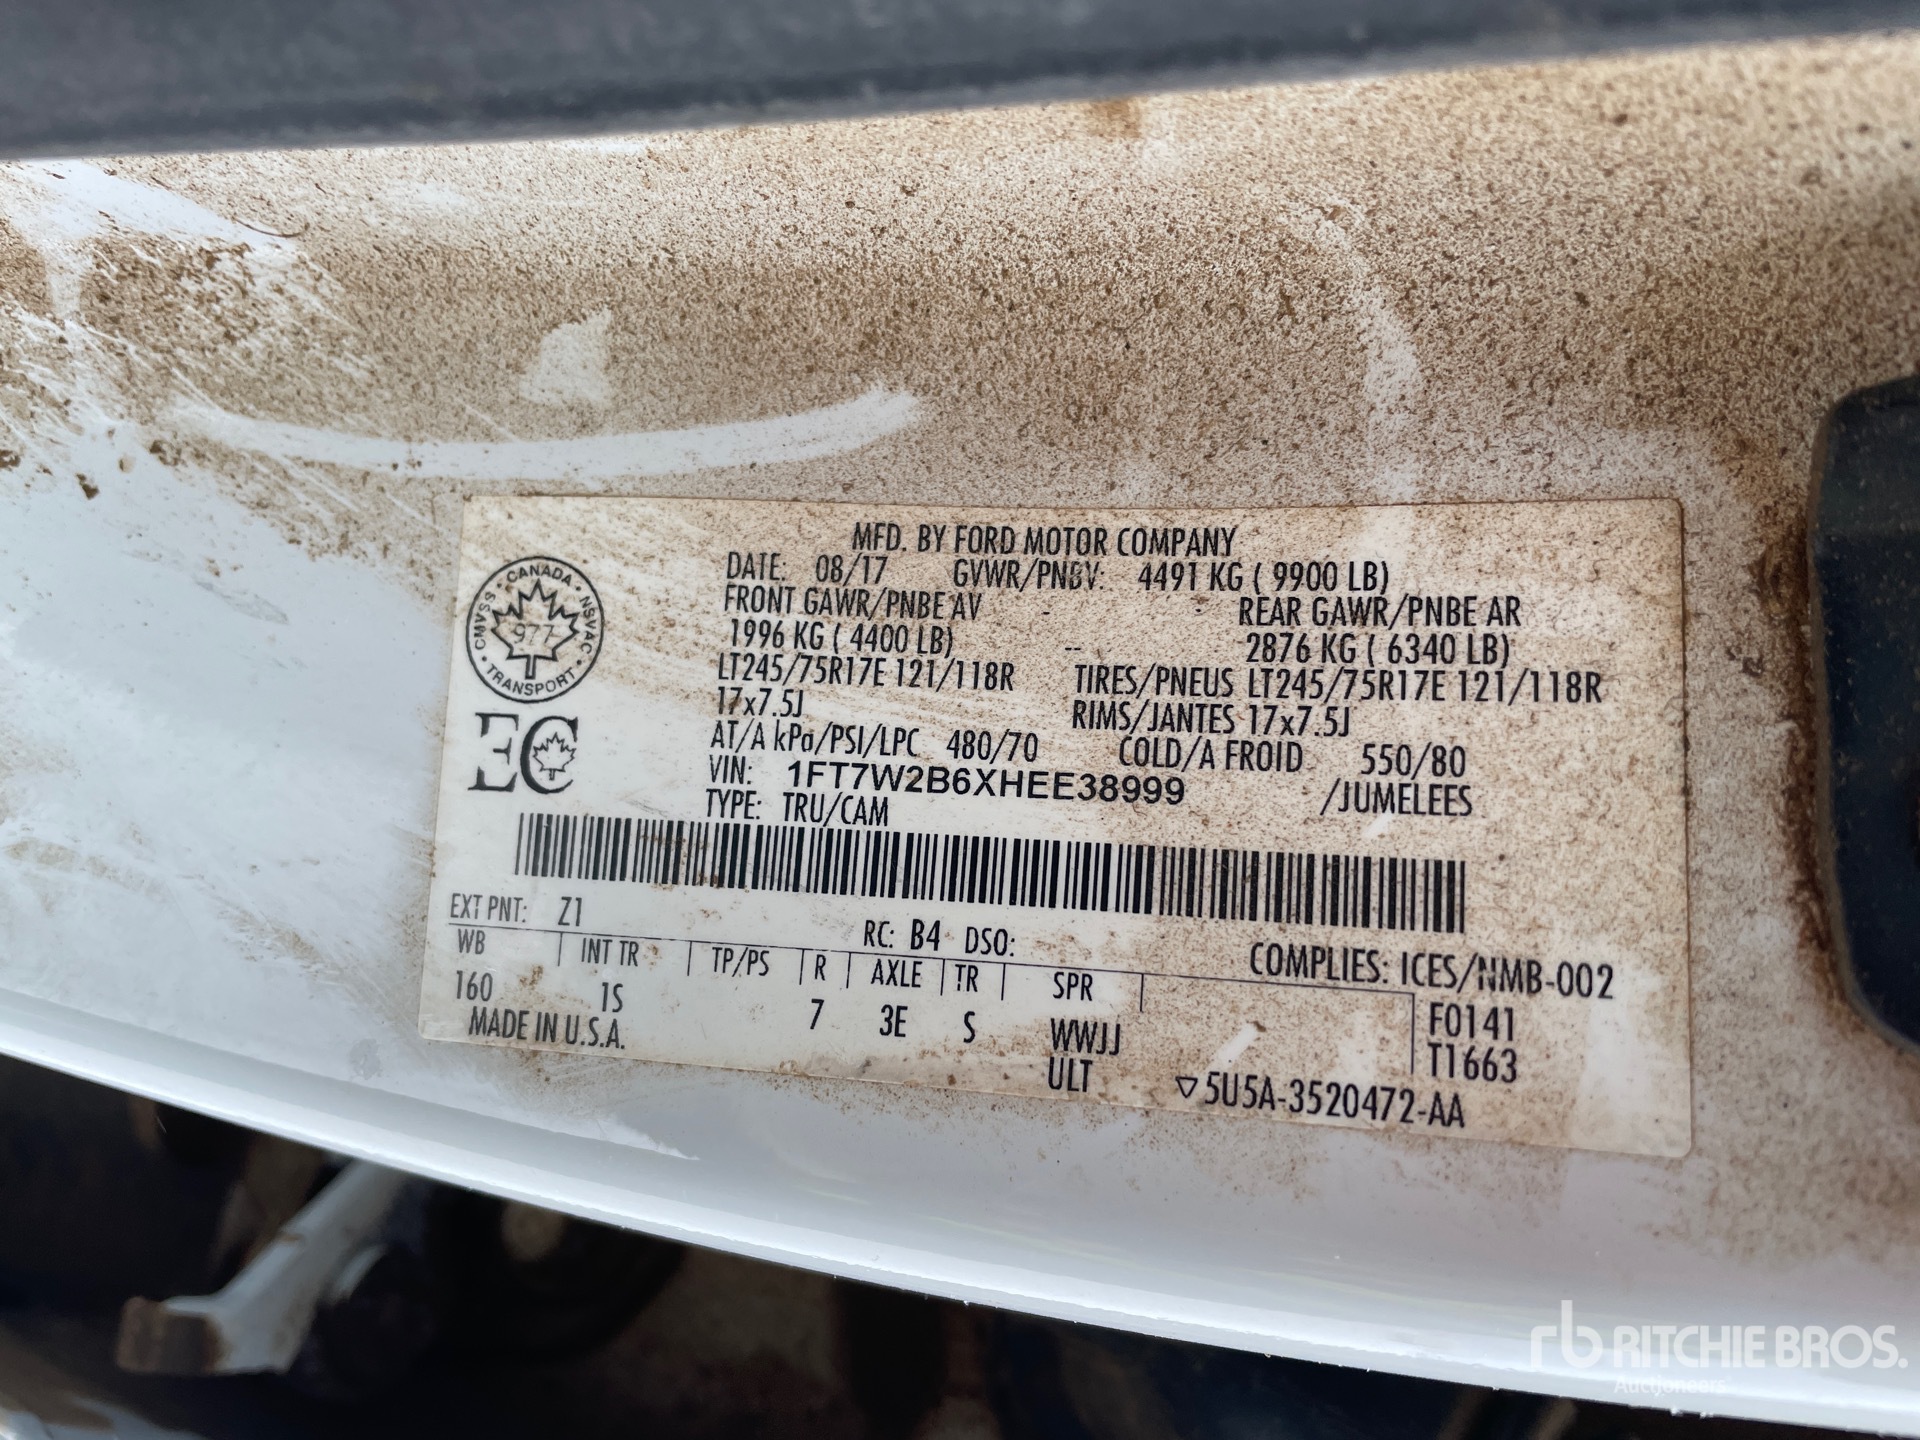 MFD. BY FORD MOTOR COMPANY
DATE: 08/17 GVWR/PNBV: 4491 KG ( 9900 LB)
FRONT GAWR/PNBE AV - - REAR GAWR/PNBE AR
1996 KG ( 4400 LB) -- 2876 KG ( 6340 LB)
LT245/75R17E 121/118R TIRES/PNEUS LT245/75R17E 121/118R
17x7.5J RIMS/JANTES 17x7.5J
AT/A kPa/PSI/LPC 480/70 COLD/A FROID 550/80
VIN: 1FT7W2B6XHEE38999 /JUMELEES
TYPE: TRU/CAM
CMVSS • CANADA • NSVAC • TRANSPORT •
977
EC
EXT PNT: Z1 RC: B4 DSO:
COMPLIES: ICES/NMB-002
WB INT TR TP/PS R AXLE TR SPR
160 1S 7 3E S WWJJ F0141
MADE IN U.S.A. ULT T1663
▽5U5A-3520472-AA
rb RITCHIE BROS.
Auctioneers